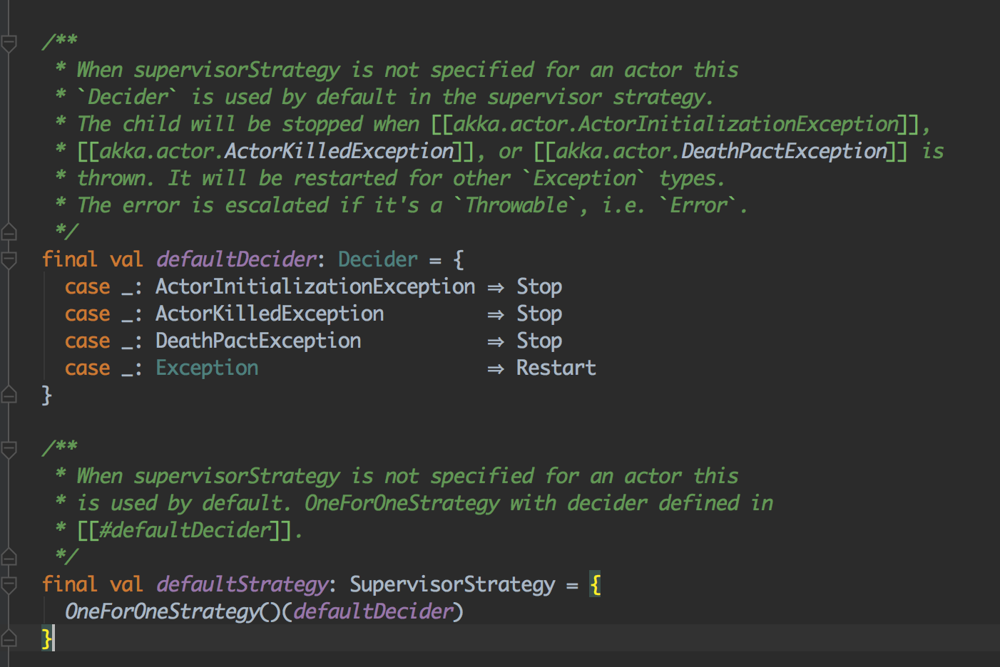 /**
 * When supervisorStrategy is not specified for an actor this
 * `Decider` is used by default in the supervisor strategy.
 * The child will be stopped when [[akka.actor.ActorInitializationException]],
 * [[akka.actor.ActorKilledException]], or [[akka.actor.DeathPactException]] is
 * thrown. It will be restarted for other `Exception` types.
 * The error is escalated if it's a `Throwable`, i.e. `Error`.
 */
final val defaultDecider: Decider = {
  case _: ActorInitializationException ⇒ Stop
  case _: ActorKilledException         ⇒ Stop
  case _: DeathPactException           ⇒ Stop
  case _: Exception                    ⇒ Restart
}
/**
 * When supervisorStrategy is not specified for an actor this
 * is used by default. OneForOneStrategy with decider defined in
 * [[#defaultDecider]].
 */
final val defaultStrategy: SupervisorStrategy = {
  OneForOneStrategy()(defaultDecider)
}